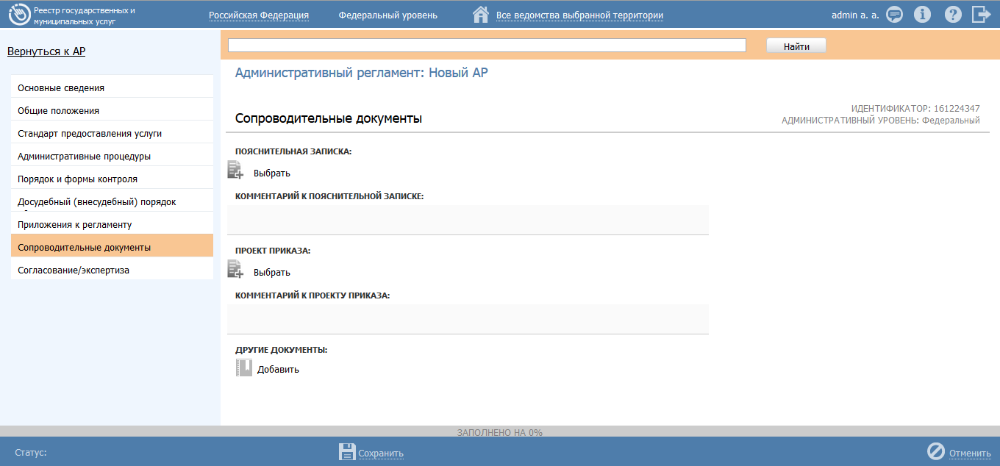 Реестр государственных и
муниципальных услуг
Российская Федерация
Федеральный уровень
Все ведомства выбранной территории
admin a. a.
Вернуться к АР
Найти
Основные сведения
Общие положения
Стандарт предоставления услуги
Административные процедуры
Порядок и формы контроля
Досудебный (внесудебный) порядок
Приложения к регламенту
Сопроводительные документы
Согласование/экспертиза
Административный регламент: Новый АР
ИДЕНТИФИКАТОР: 161224347
АДМИНИСТРАТИВНЫЙ УРОВЕНЬ: Федеральный
Сопроводительные документы
ПОЯСНИТЕЛЬНАЯ ЗАПИСКА:
Выбрать
КОММЕНТАРИЙ К ПОЯСНИТЕЛЬНОЙ ЗАПИСКЕ:
ПРОЕКТ ПРИКАЗА:
Выбрать
КОММЕНТАРИЙ К ПРОЕКТУ ПРИКАЗА:
ДРУГИЕ ДОКУМЕНТЫ:
Добавить
ЗАПОЛНЕНО НА 0%
Статус:
Сохранить
Отменить